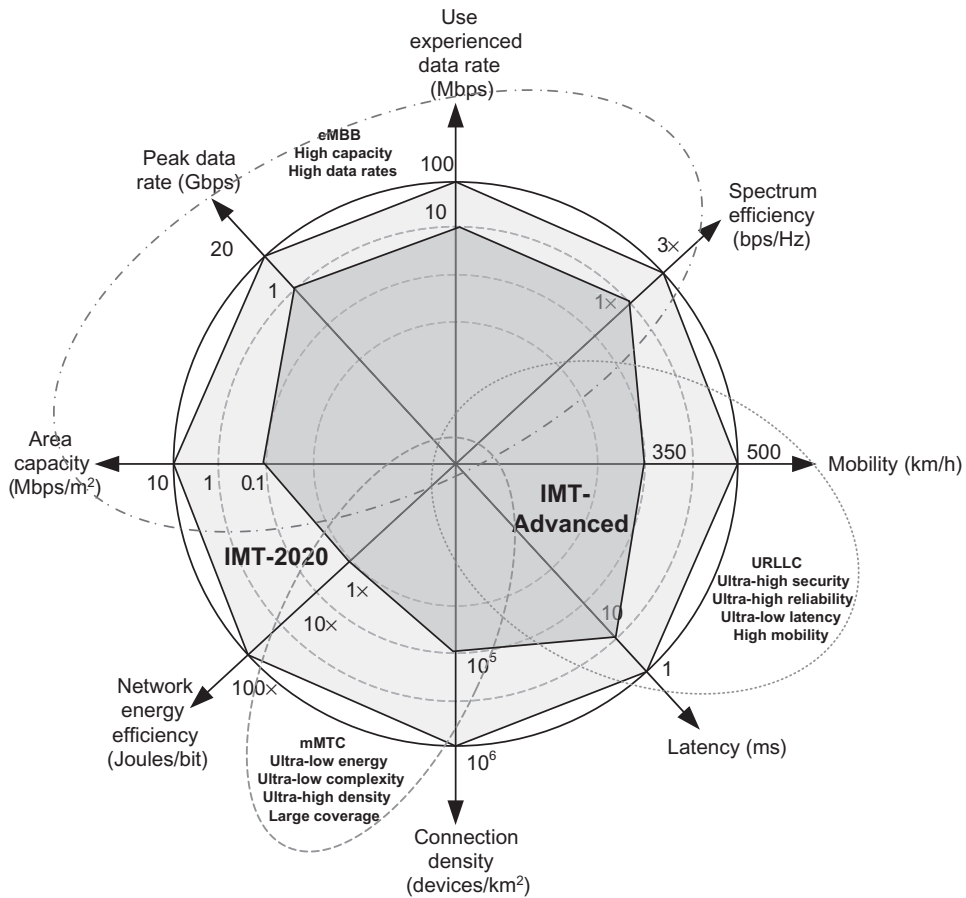 Use
experienced
data rate
(Mbps)
eMBB
High capacity
High data rates
Peak data
rate (Gbps)
100
Spectrum
efficiency
(bps/Hz)
10
20
3×
1
1×
Area
capacity
(Mbps/m²)
10
1
0.1
350
500
Mobility (km/h)
IMT-
Advanced
IMT-2020
URLLC
Ultra-high security
Ultra-high reliability
Ultra-low latency
High mobility
1×
10×
10
100×
10⁵
1
Network
energy
efficiency
(Joules/bit)
mMTC
Ultra-low energy
Ultra-low complexity
Ultra-high density
Large coverage
10⁶
Latency (ms)
Connection
density
(devices/km²)